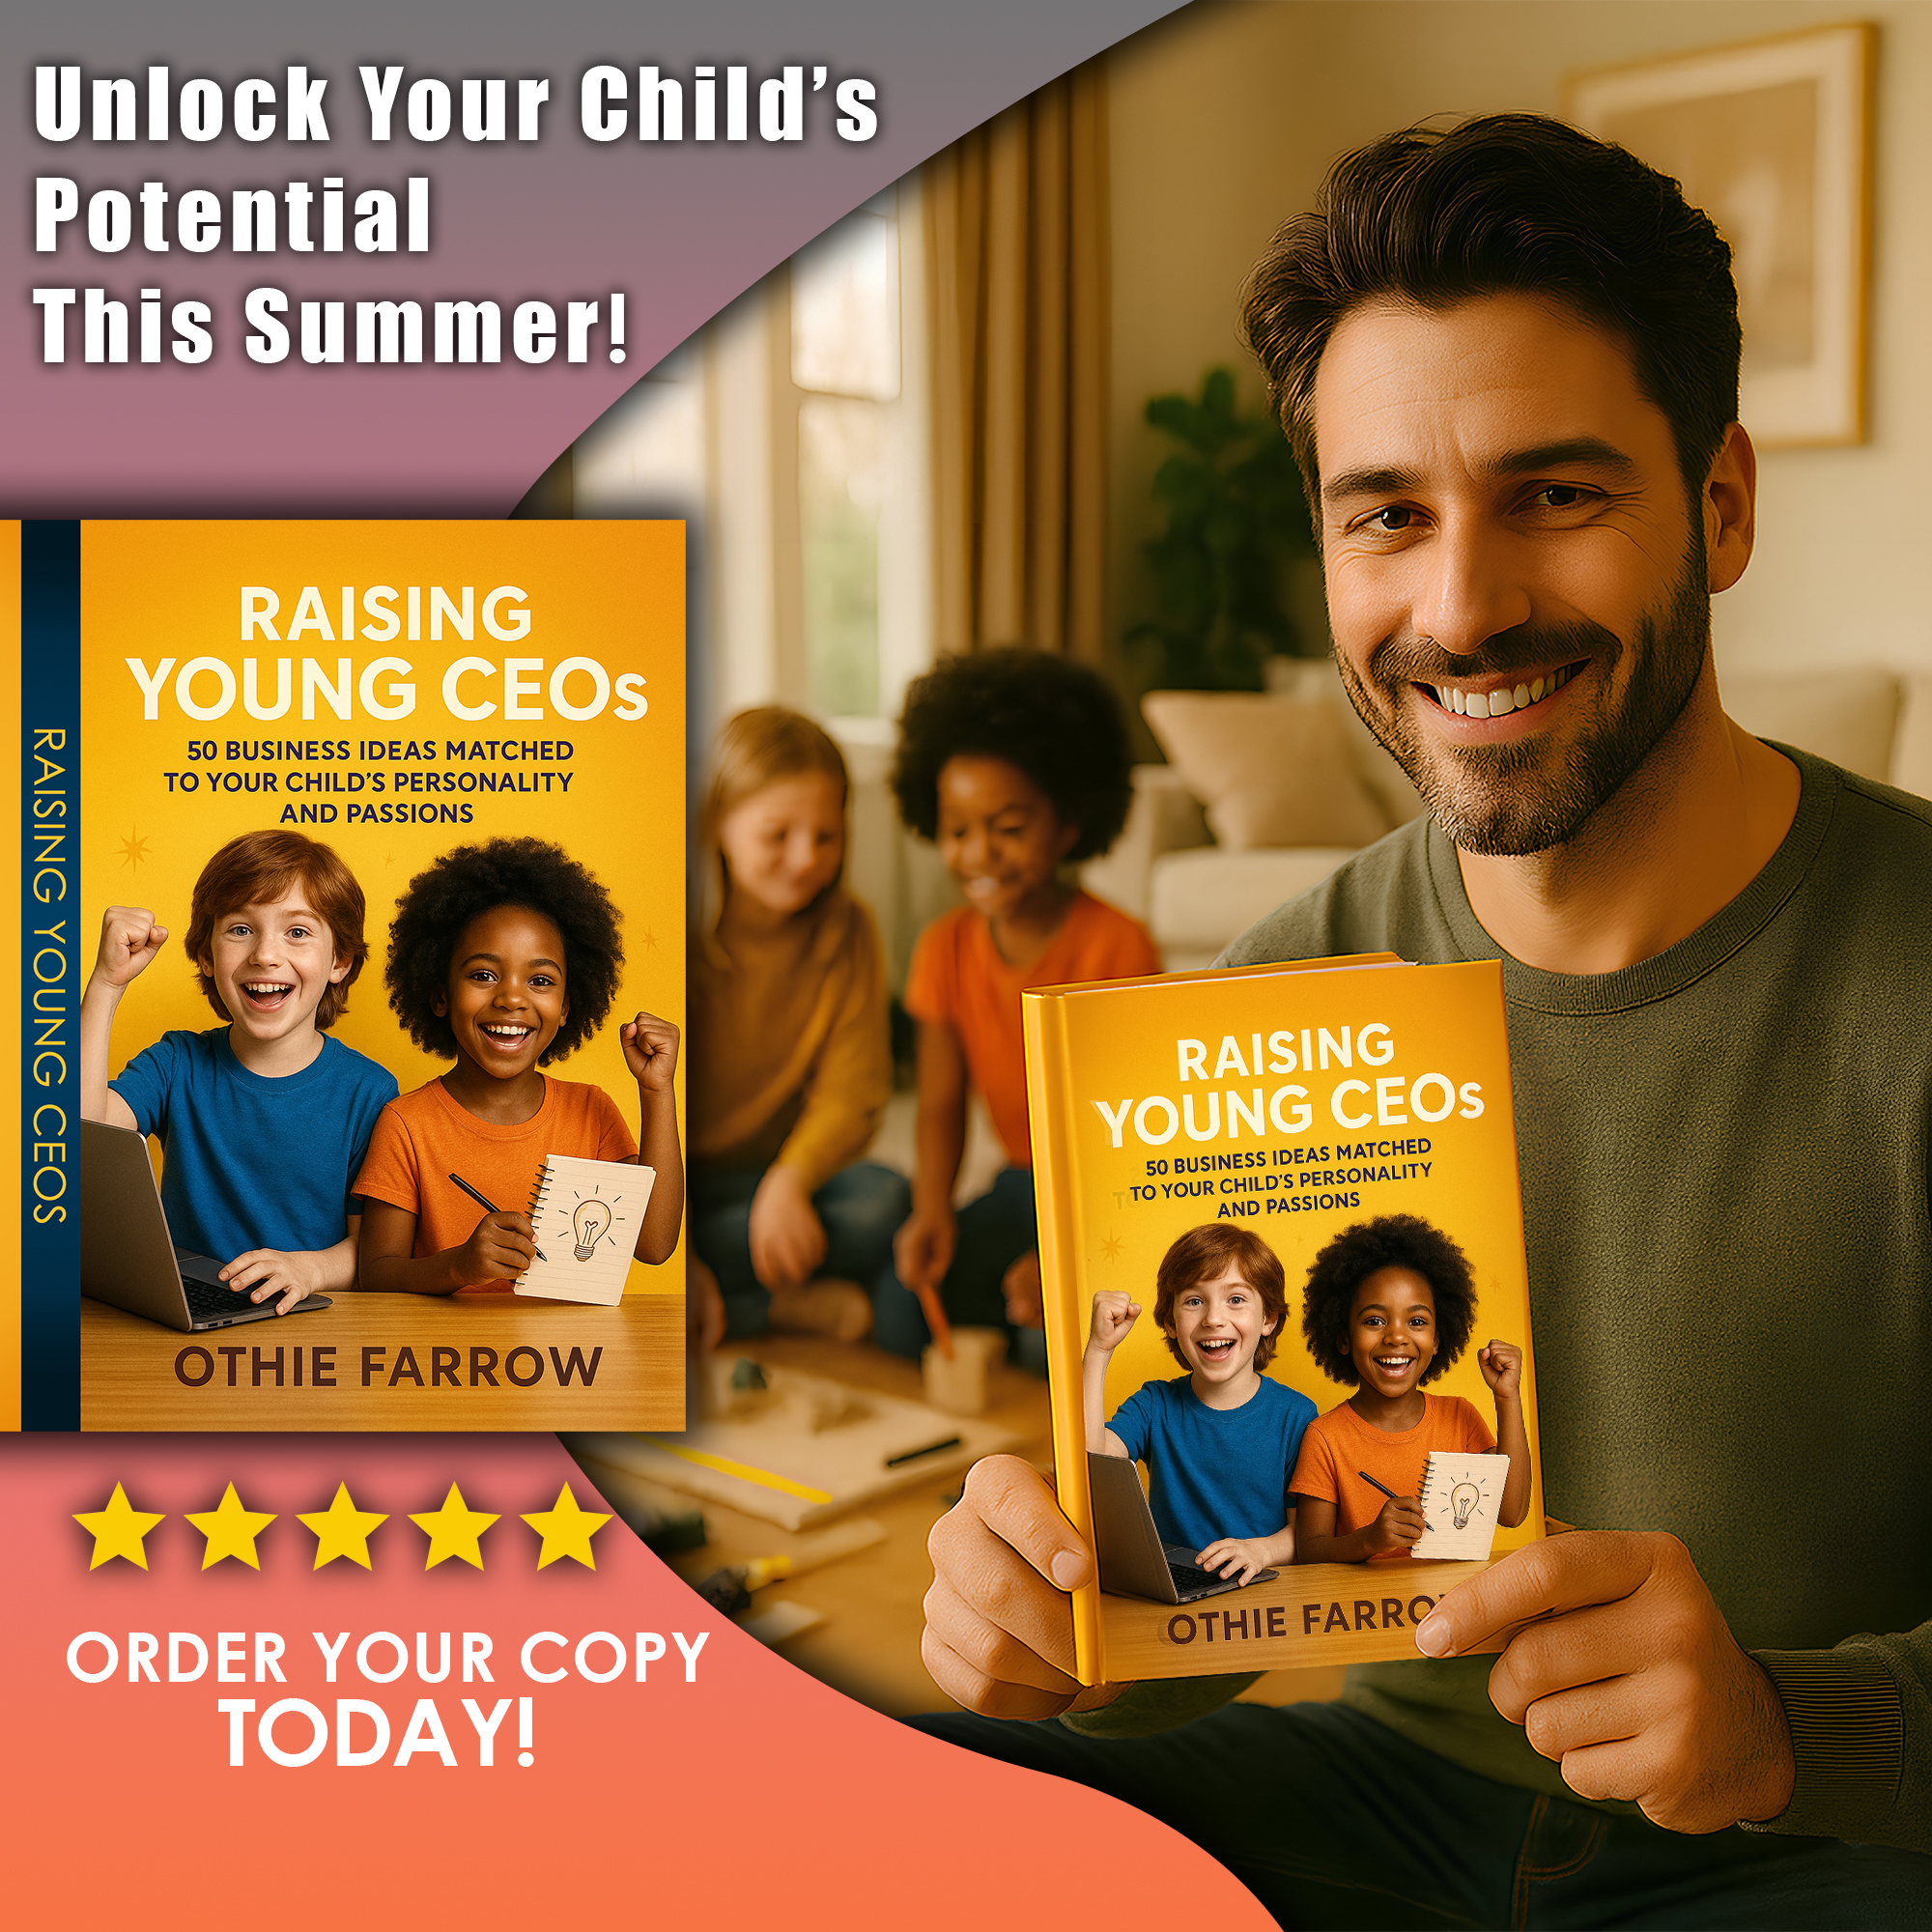 Unlock Your Child's
Potential
This Summer!
RAISING YOUNG CEOS
RAISING
YOUNG CEOs
50 BUSINESS IDEAS MATCHED
TO YOUR CHILD'S PERSONALITY
AND PASSIONS
OTHIE FARROW
RAISING
YOUNG CEOs
50 BUSINESS IDEAS MATCHED
TO YOUR CHILD'S PERSONALITY
AND PASSIONS
OTHIE FARRO
ORDER YOUR COPY
TODAY!